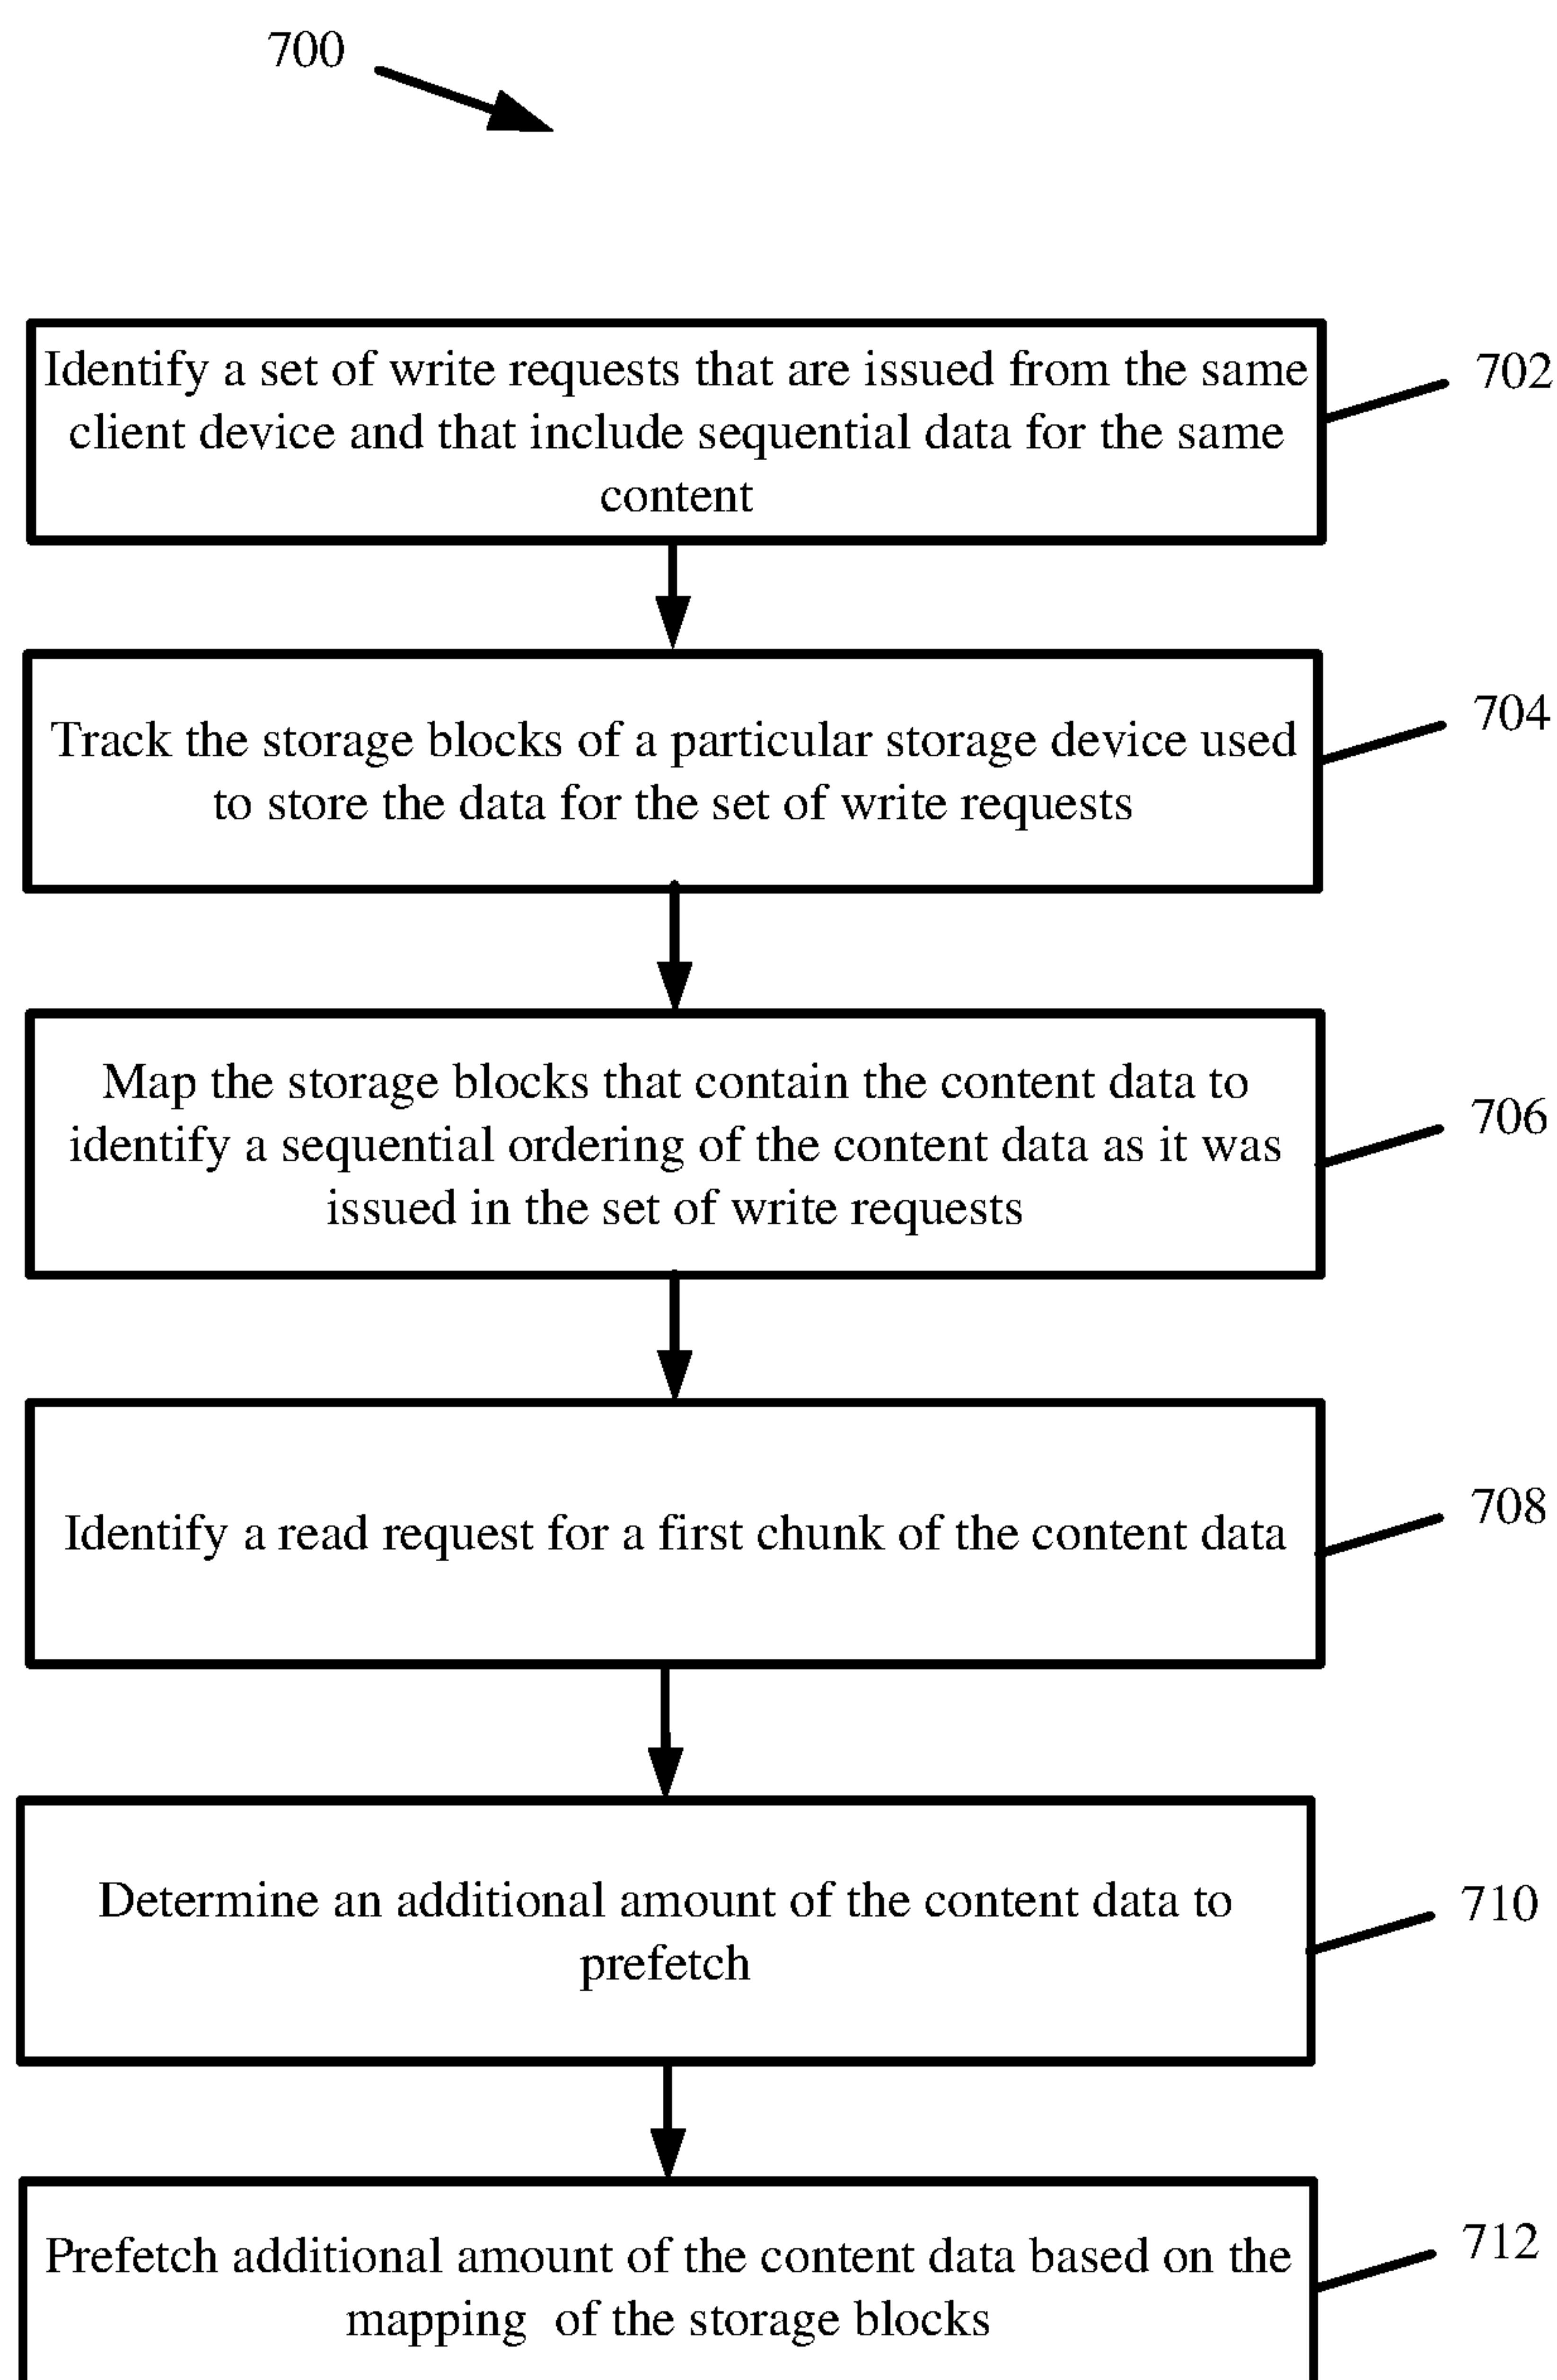 700
Identify a set of write requests that are issued from the same
client device and that include sequential data for the same
content
702
Track the storage blocks of a particular storage device used
to store the data for the set of write requests
704
Map the storage blocks that contain the content data to
identify a sequential ordering of the content data as it was
issued in the set of write requests
706
Identify a read request for a first chunk of the content data
708
Determine an additional amount of the content data to
prefetch
710
Prefetch additional amount of the content data based on the
mapping  of the storage blocks
712